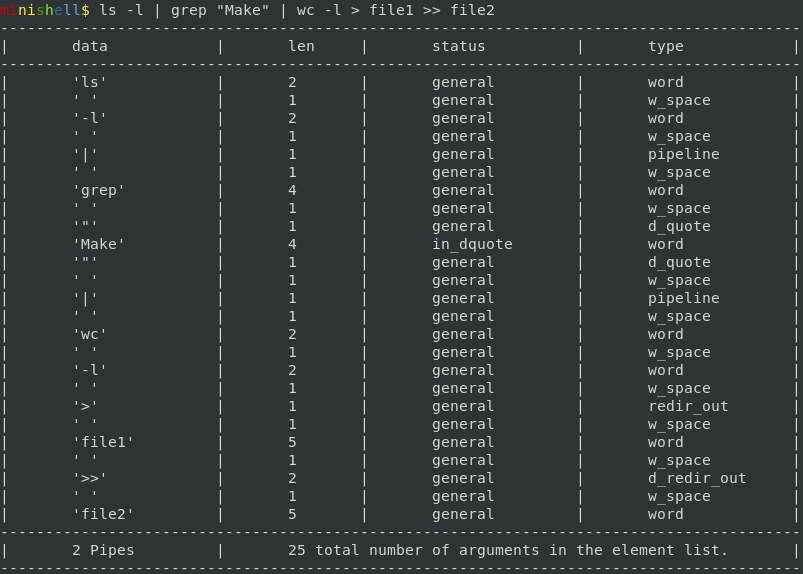 minishell$ ls -l | grep "Make" | wc -l > file1 >> file2
-----------------------------------------------------------------------------------------
|       data            |       len     |       status          |       type            |
-----------------------------------------------------------------------------------------
|       'ls'            |       2       |       general         |       word            |
|       ' '             |       1       |       general         |       w_space         |
|       '-l'            |       2       |       general         |       word            |
|       ' '             |       1       |       general         |       w_space         |
|       '|'             |       1       |       general         |       pipeline        |
|       ' '             |       1       |       general         |       w_space         |
|       'grep'          |       4       |       general         |       word            |
|       ' '             |       1       |       general         |       w_space         |
|       '"'             |       1       |       general         |       d_quote         |
|       'Make'          |       4       |       in_dquote       |       word            |
|       '"'             |       1       |       general         |       d_quote         |
|       ' '             |       1       |       general         |       w_space         |
|       '|'             |       1       |       general         |       pipeline        |
|       ' '             |       1       |       general         |       w_space         |
|       'wc'            |       2       |       general         |       word            |
|       ' '             |       1       |       general         |       w_space         |
|       '-l'            |       2       |       general         |       word            |
|       ' '             |       1       |       general         |       w_space         |
|       '>'             |       1       |       general         |       redir_out       |
|       ' '             |       1       |       general         |       w_space         |
|       'file1'         |       5       |       general         |       word            |
|       ' '             |       1       |       general         |       w_space         |
|       '>>'            |       2       |       general         |       d_redir_out     |
|       ' '             |       1       |       general         |       w_space         |
|       'file2'         |       5       |       general         |       word            |
-----------------------------------------------------------------------------------------
|       2 Pipes         |       25 total number of arguments in the element list.       |
-----------------------------------------------------------------------------------------